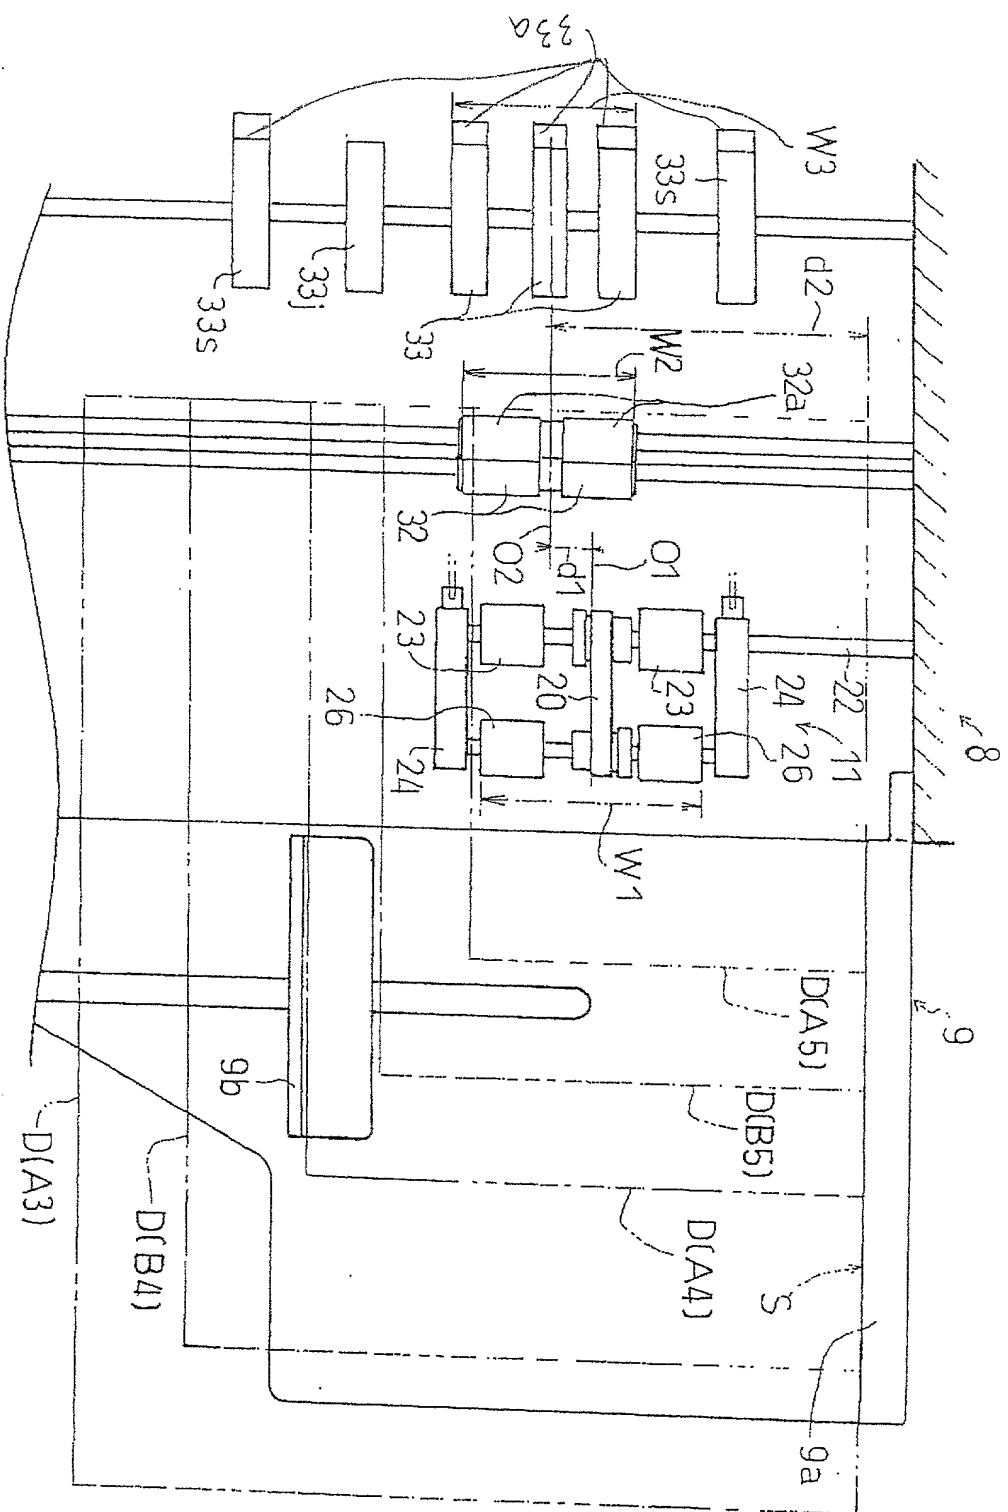 33a
W3
33s
33j
33s
33
d2
W2
32a
32
O2
d1
O1
23
20
23
22
24
11
26
26
24
W1
8
9
9b
D(A5)
D(B5)
D(A4)
D(B4)
D(A3)
S
9a